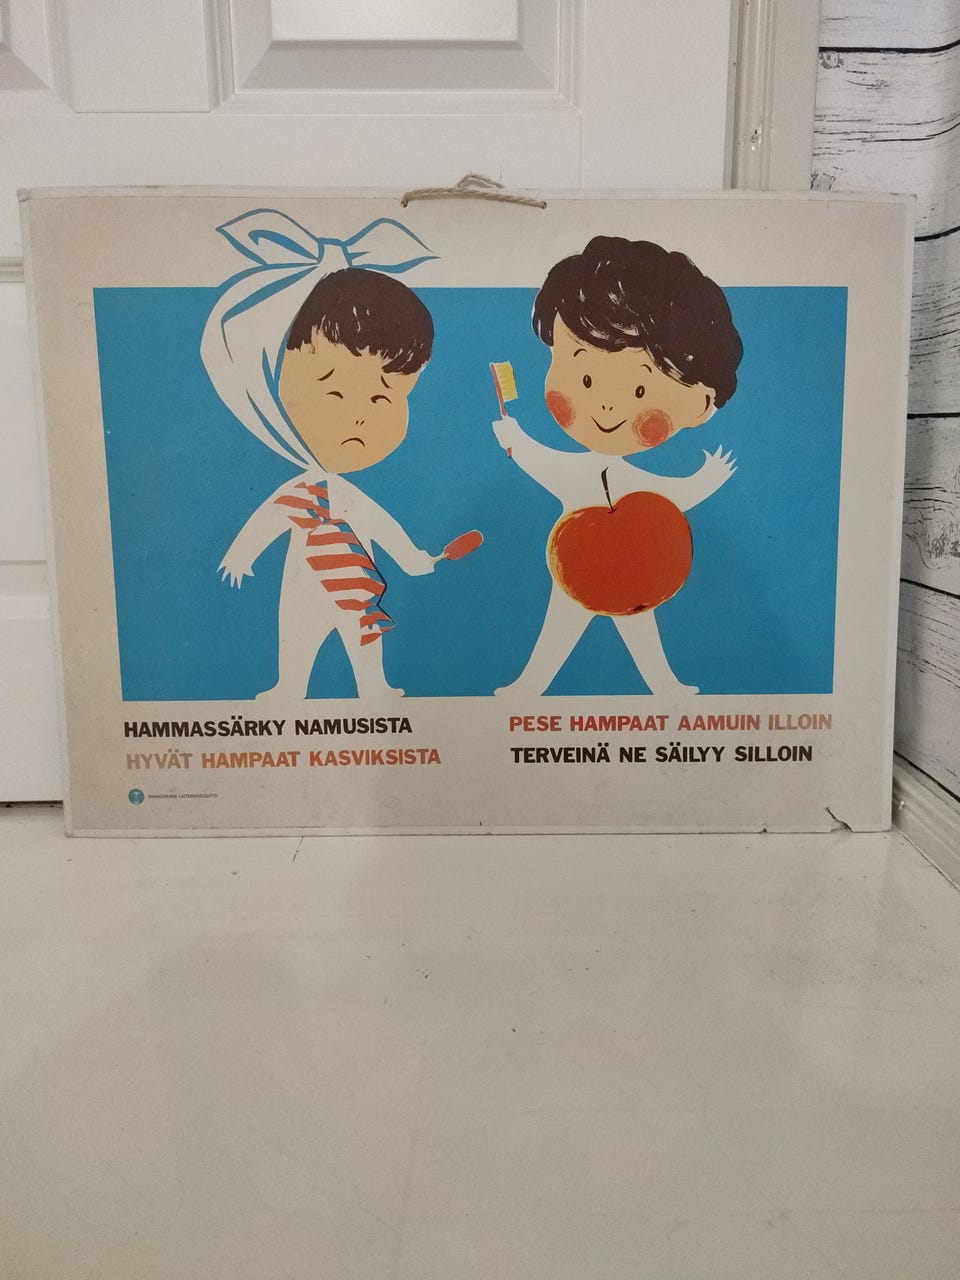 HAMMASSÄRKY NAMUSISTA
HYVÄT HAMPAAT KASVIKSISTA
PESE HAMPAAT AAMUIN ILLOIN
TERVEINÄ NE SÄILYY SILLOIN